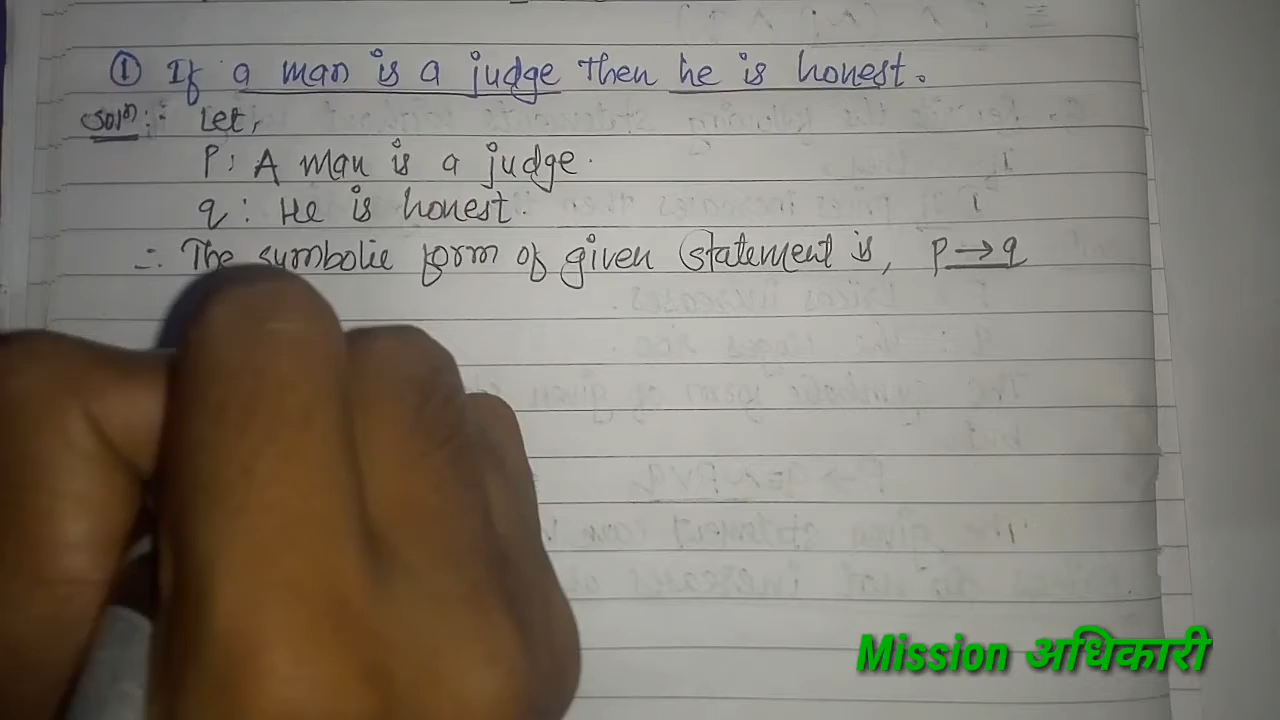 ① If a man is a judge then he is honest.
Solⁿ:- Let,
P: A man is a judge.
q: He is honest.
∴ The symbolic form of given statement is, P → q
Mission अधिकारी